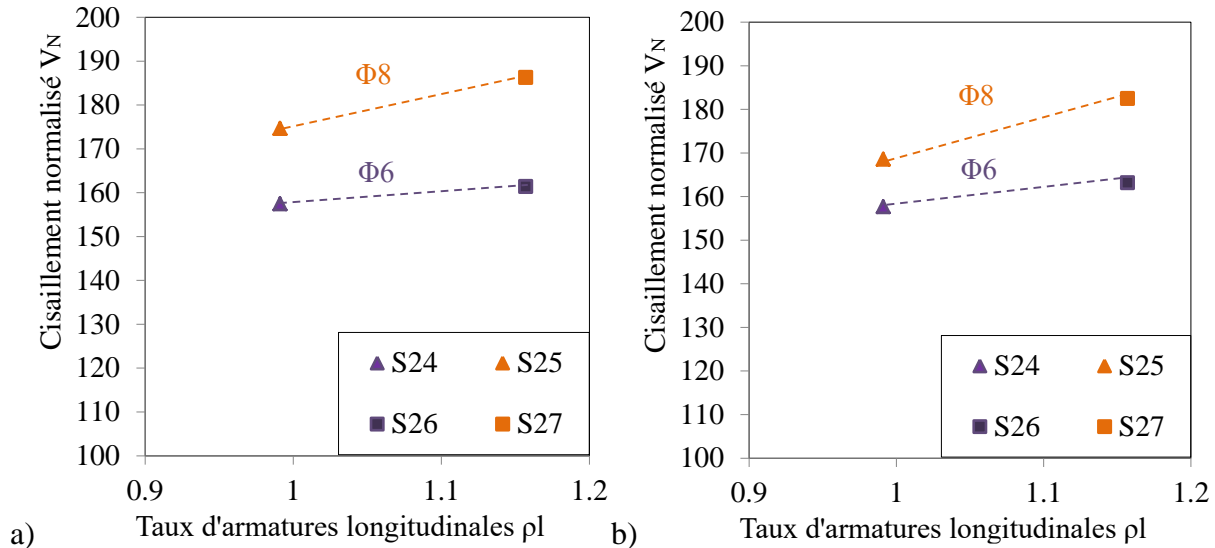 Cisaillement normalisé VN
200
190
180
170
160
150
140
130
120
110
100
Φ8
Φ6
S24 S25
S26 S27
0.9 1 1.1 1.2
a) Taux d'armatures longitudinales ρl
Cisaillement normalisé VN
200
190
180
170
160
150
140
130
120
110
100
Φ8
Φ6
S24 S25
S26 S27
0.9 1 1.1 1.2
b) Taux d'armatures longitudinales ρl